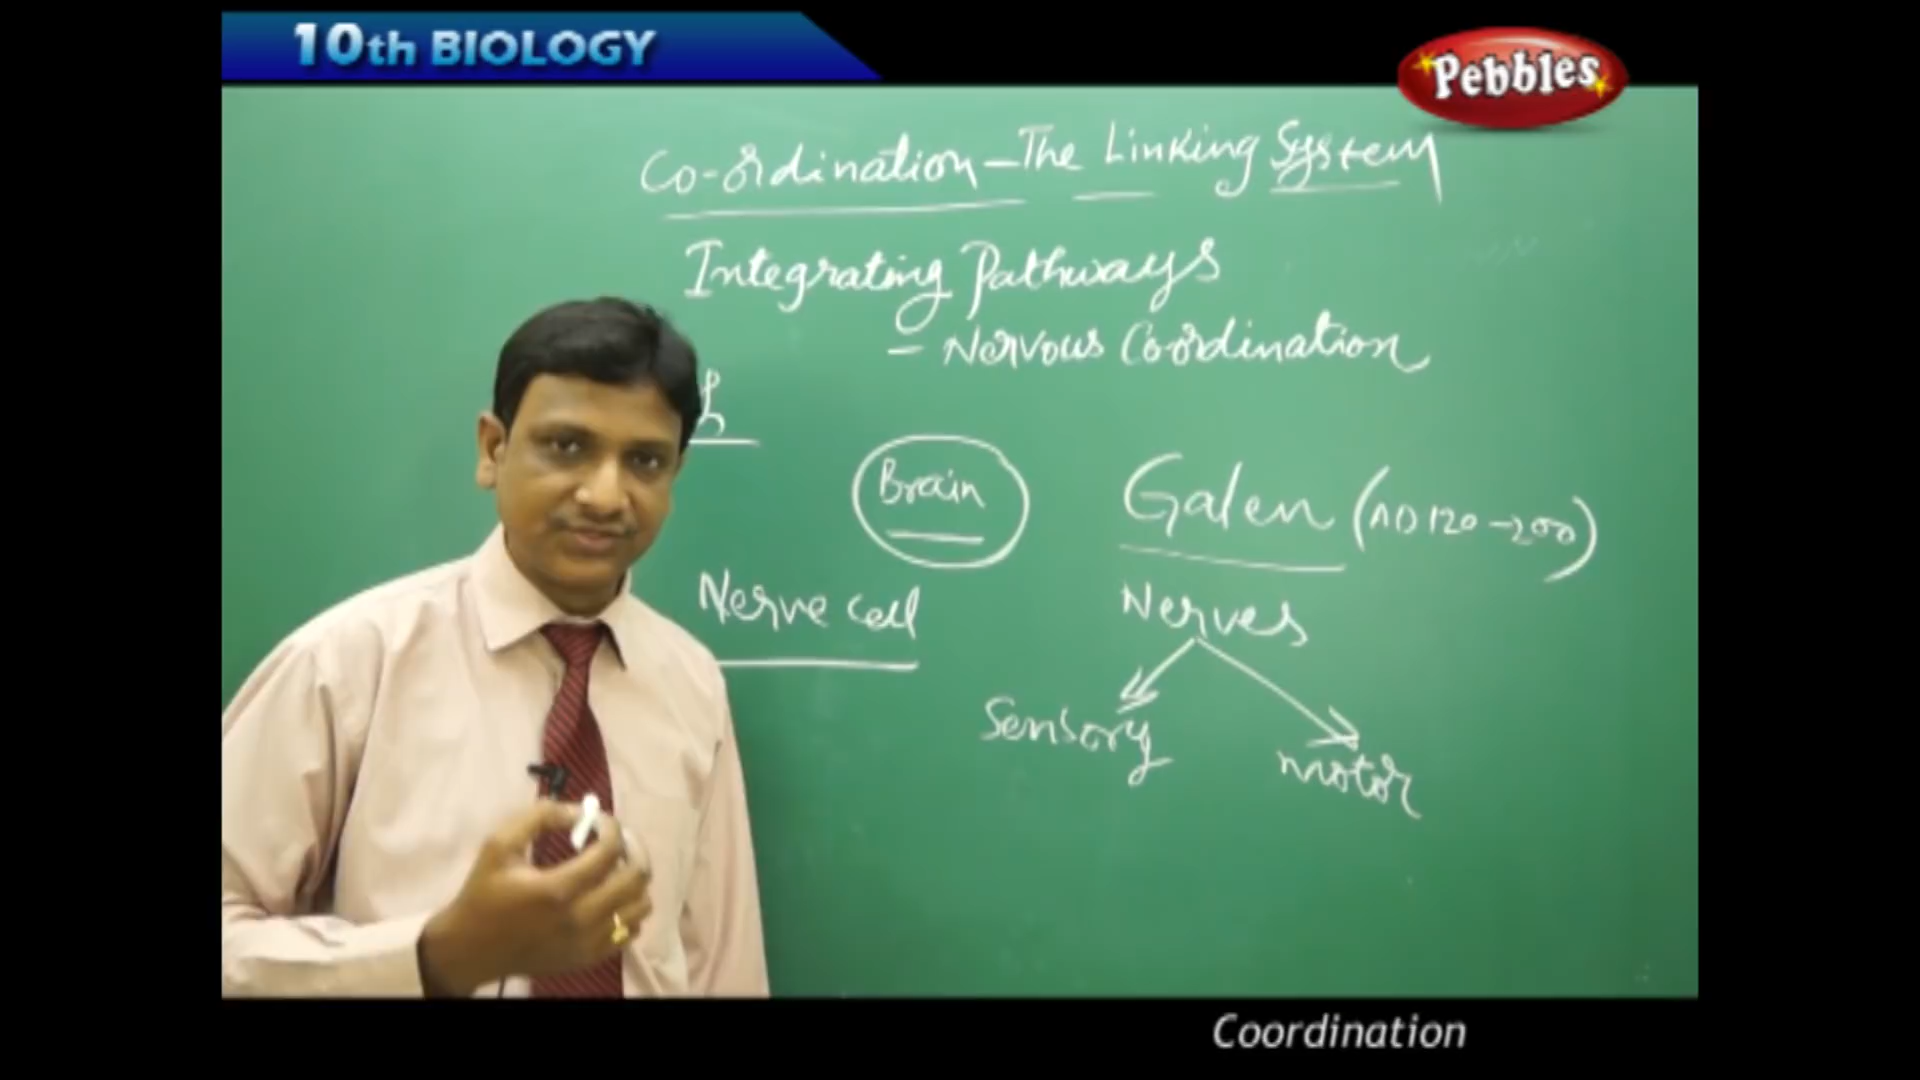 10th BIOLOGY
Pebbles
Co-ordination - The Linking System
Integrating Pathways
- Nervous Coordination
Brain
Galen (AD 120-200)
Nerve cell
Nerves
Sensory
motor
Coordination